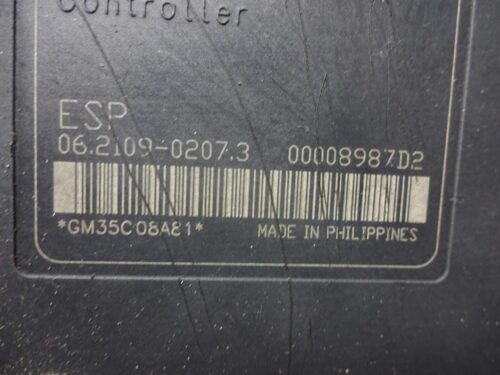 Controller
ESP
06.2109-0207.3 00008987D2
*GM35C08A81* MADE IN PHILIPPINES